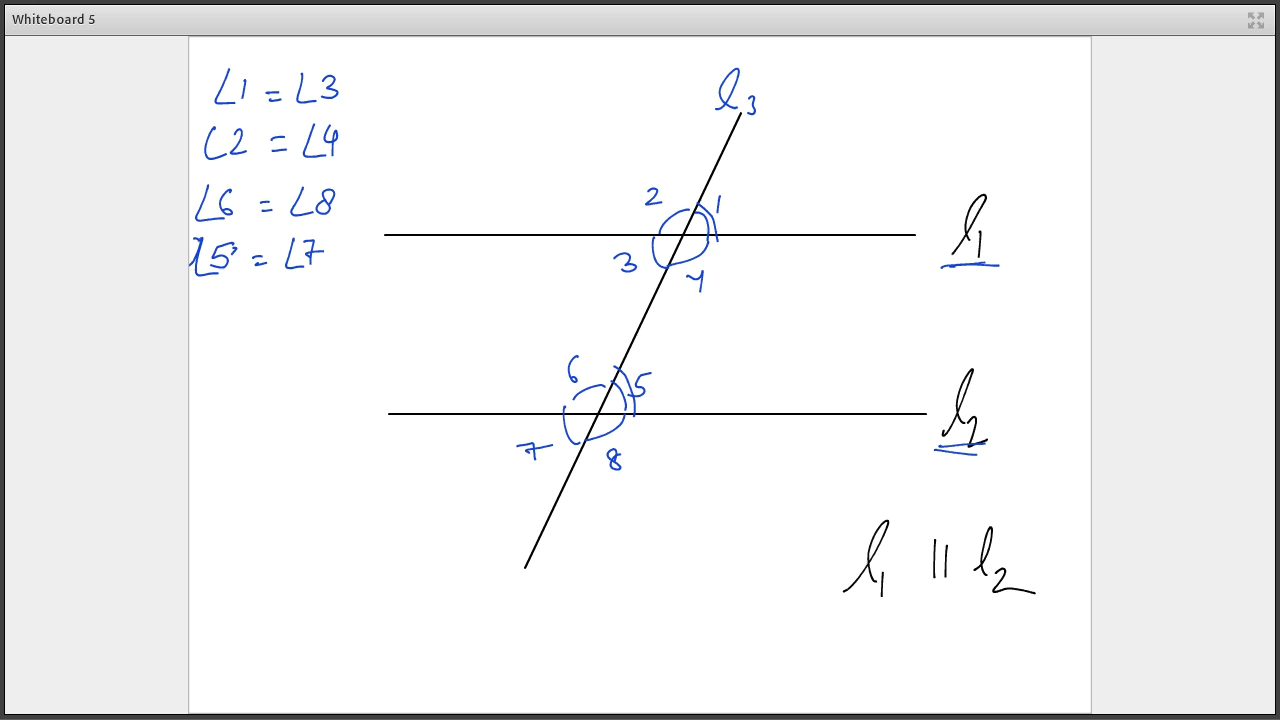 Whiteboard 5
∠1 = ∠3
∠2 = ∠4
∠6 = ∠8
∠5 = ∠7
l3
2 1
l1
3 4
6 5
l2
7 8
l1 || l2